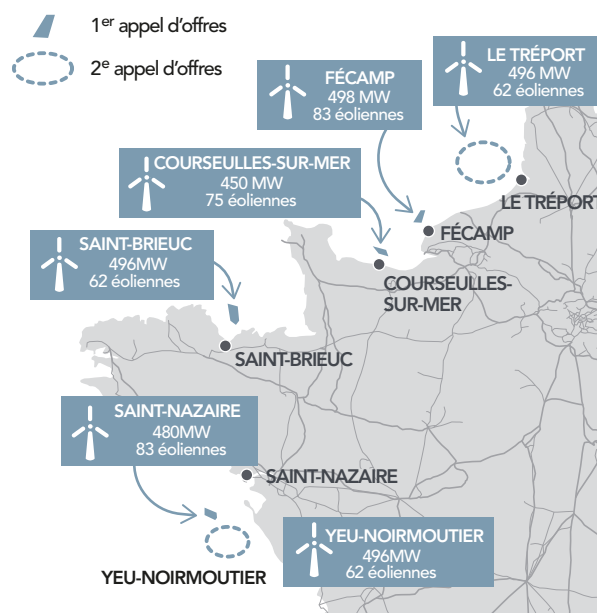 1er appel d'offres
2e appel d'offres
LE TRÉPORT
496 MW
62 éoliennes
FÉCAMP
498 MW
83 éoliennes
COURSEULLES-SUR-MER
450 MW
75 éoliennes
LE TRÉPORT
FÉCAMP
SAINT-BRIEUC
496MW
62 éoliennes
COURSEULLES-
SUR-MER
SAINT-BRIEUC
SAINT-NAZAIRE
480MW
83 éoliennes
SAINT-NAZAIRE
YEU-NOIRMOUTIER
496MW
62 éoliennes
YEU-NOIRMOUTIER